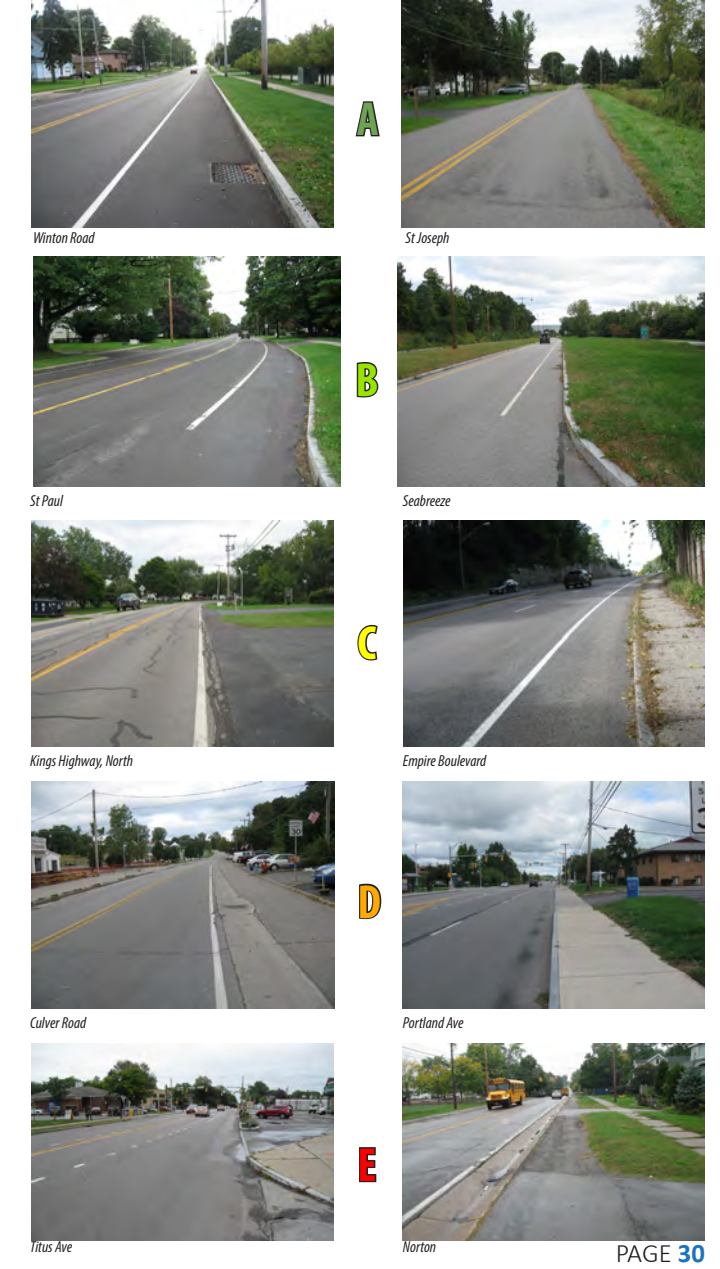 A
Winton Road
St Joseph
B
St Paul
Seabreeze
C
Kings Highway, North
Empire Boulevard
D
30
Culver Road
Portland Ave
E
Titus Ave
Norton
PAGE 30